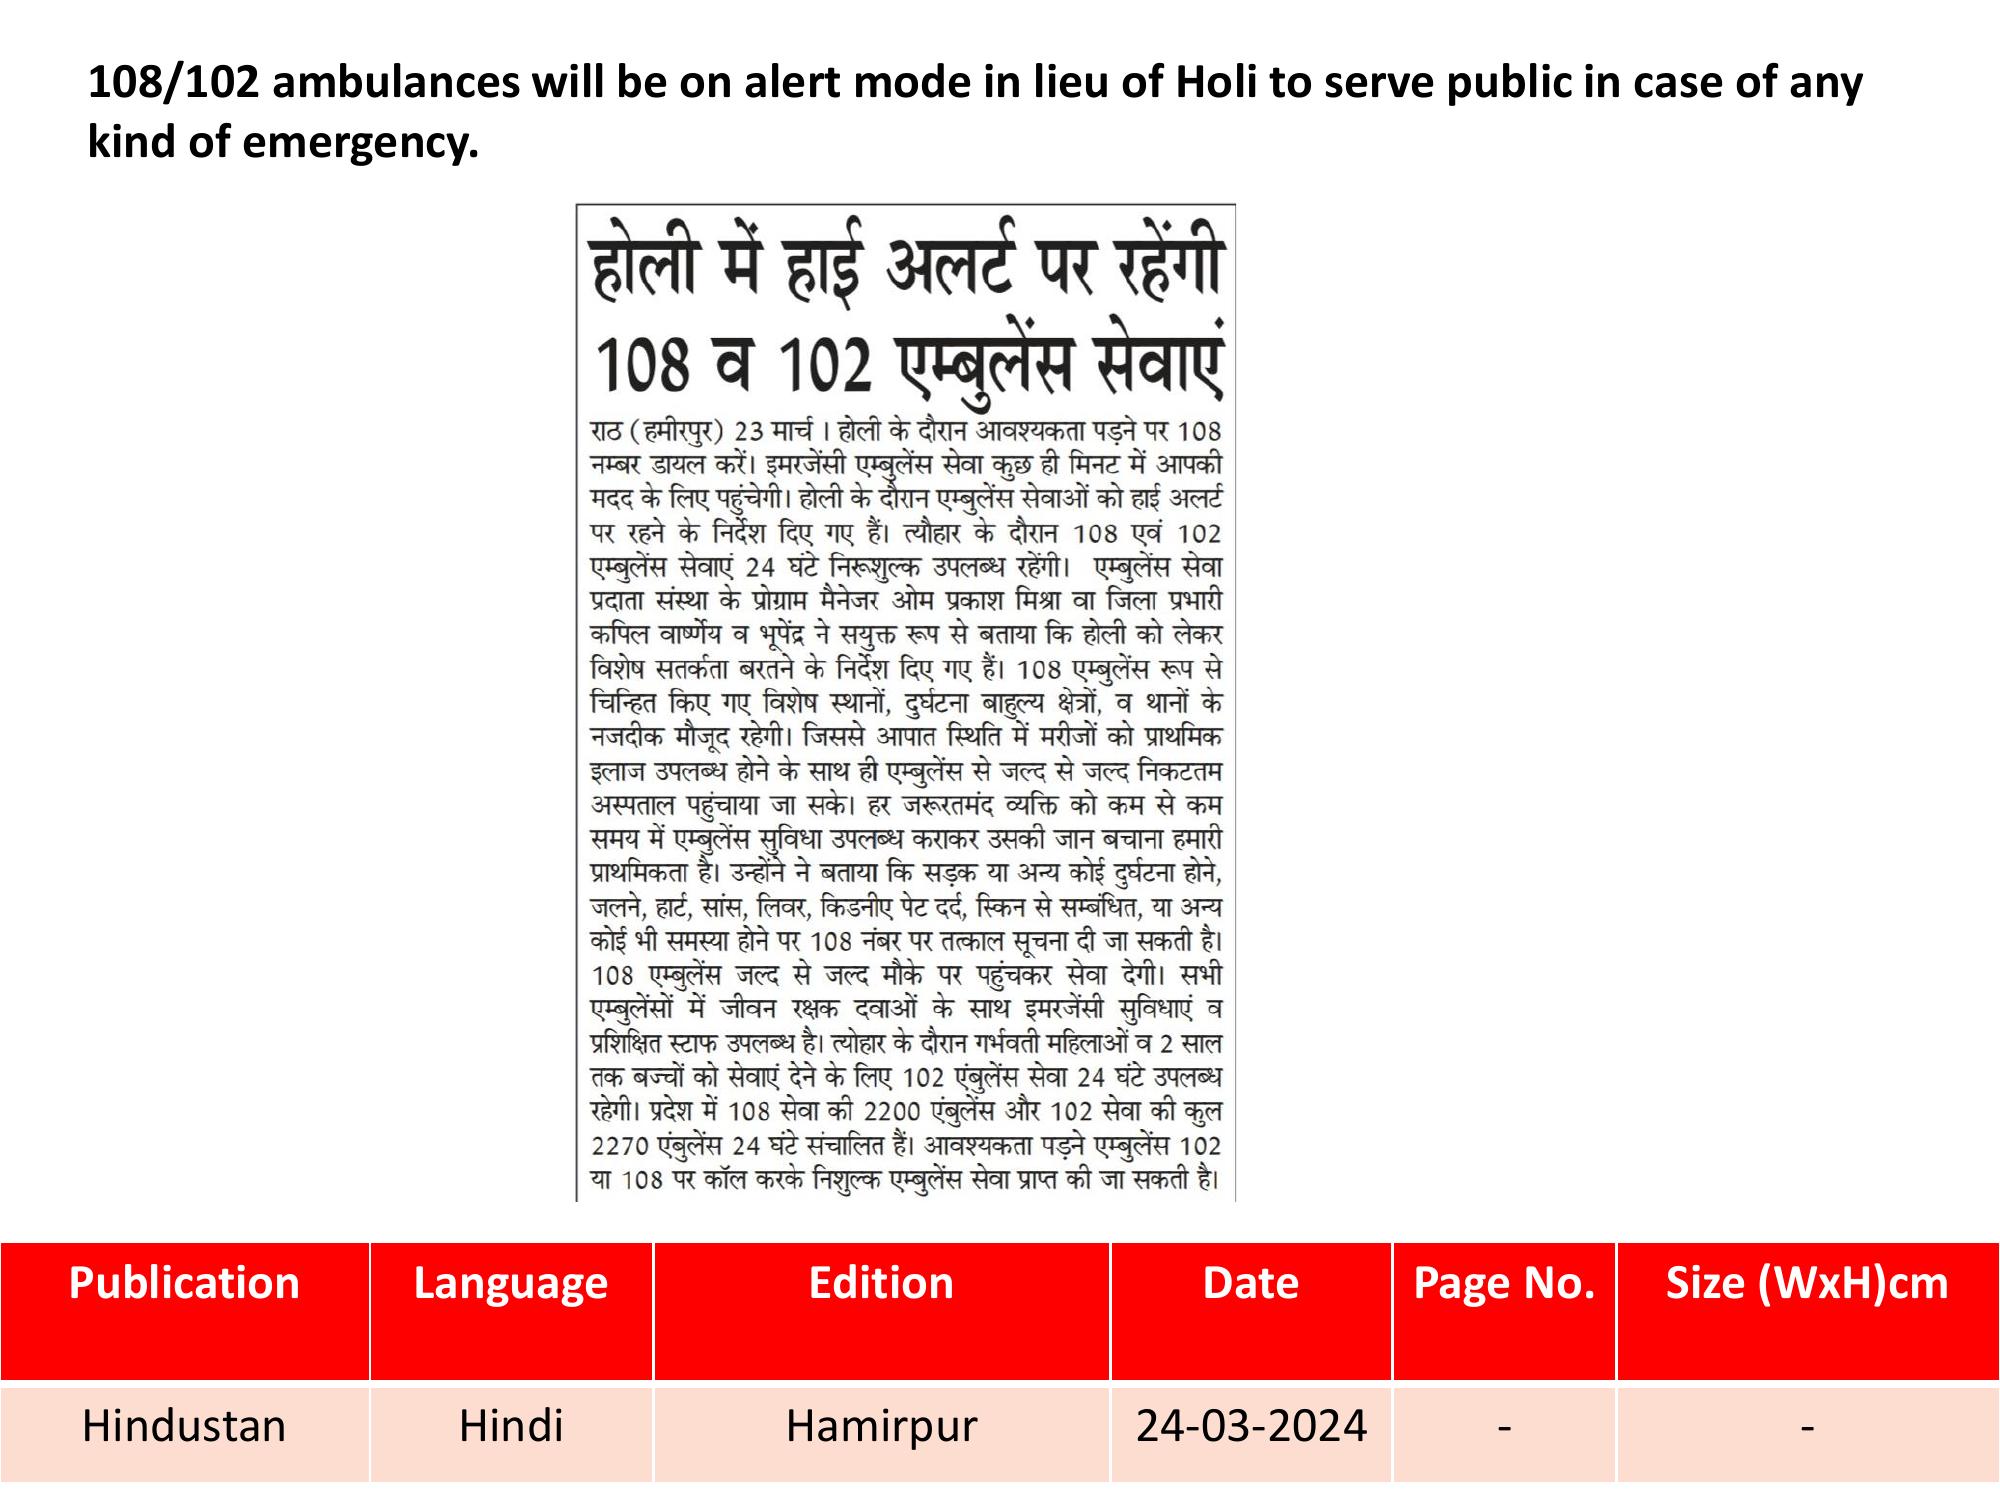 108/102 ambulances will be on alert mode in lieu of Holi to serve public in case of any
kind of emergency.
होली में हाई अलर्ट पर रहेंगी
108 व 102 एम्बुलेंस सेवाएं
राठ (हमीरपुर) 23 मार्च । होली के दौरान आवश्यकता पड़ने पर 108
नम्बर डायल करें। इमरजेंसी एम्बुलेंस सेवा कुछ ही मिनट में आपकी
मदद के लिए पहुंचेगी। होली के दौरान एम्बुलेंस सेवाओं को हाई अलर्ट
पर रहने के निर्देश दिए गए हैं। त्यौहार के दौरान 108 एवं 102
एम्बुलेंस सेवाएं 24 घंटे निरूशुल्क उपलब्ध रहेंगी। एम्बुलेंस सेवा
प्रदाता संस्था के प्रोग्राम मैनेजर ओम प्रकाश मिश्रा वा जिला प्रभारी
कपिल वार्ष्णेय व भूपेंद्र ने सयुक्त रूप से बताया कि होली को लेकर
विशेष सतर्कता बरतने के निर्देश दिए गए हैं। 108 एम्बुलेंस रूप से
चिन्हित किए गए विशेष स्थानों, दुर्घटना बाहुल्य क्षेत्रों, व थानों के
नजदीक मौजूद रहेगी। जिससे आपात स्थिति में मरीजों को प्राथमिक
इलाज उपलब्ध होने के साथ ही एम्बुलेंस से जल्द से जल्द निकटतम
अस्पताल पहुंचाया जा सके। हर जरूरतमंद व्यक्ति को कम से कम
समय में एम्बुलेंस सुविधा उपलब्ध कराकर उसकी जान बचाना हमारी
प्राथमिकता है। उन्होंने ने बताया कि सड़क या अन्य कोई दुर्घटना होने,
जलने, हार्ट, सांस, लिवर, किडनीए पेट दर्द, स्किन से सम्बंधित, या अन्य
कोई भी समस्या होने पर 108 नंबर पर तत्काल सूचना दी जा सकती है।
108 एम्बुलेंस जल्द से जल्द मौके पर पहुंचकर सेवा देगी। सभी
एम्बुलेंसों में जीवन रक्षक दवाओं के साथ इमरजेंसी सुविधाएं व
प्रशिक्षित स्टाफ उपलब्ध है। त्योहार के दौरान गर्भवती महिलाओं व 2 साल
तक बज्चों को सेवाएं देने के लिए 102 एंबुलेंस सेवा 24 घंटे उपलब्ध
रहेगी। प्रदेश में 108 सेवा की 2200 एंबुलेंस और 102 सेवा की कुल
2270 एंबुलेंस 24 घंटे संचालित हैं। आवश्यकता पड़ने एम्बुलेंस 102
या 108 पर कॉल करके निशुल्क एम्बुलेंस सेवा प्राप्त की जा सकती है।
Publication Language Edition Date Page No. Size (WxH)cm
Hindustan Hindi Hamirpur 24-03-2024 - -